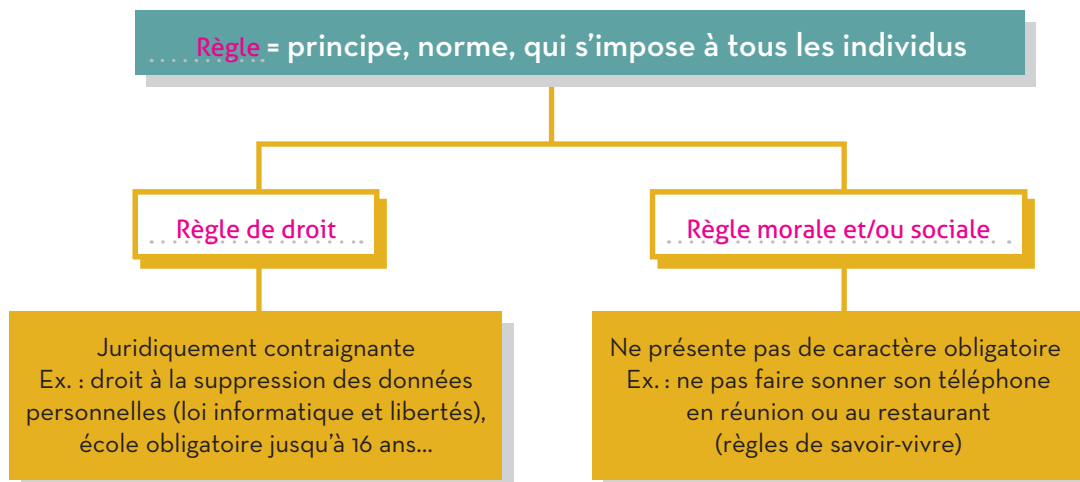 Règle = principe, norme, qui s’impose à tous les individus
Règle de droit
Règle morale et/ou sociale
Juridiquement contraignante
Ex. : droit à la suppression des données
personnelles (loi informatique et libertés),
école obligatoire jusqu’à 16 ans...
Ne présente pas de caractère obligatoire
Ex. : ne pas faire sonner son téléphone
en réunion ou au restaurant
(règles de savoir-vivre)